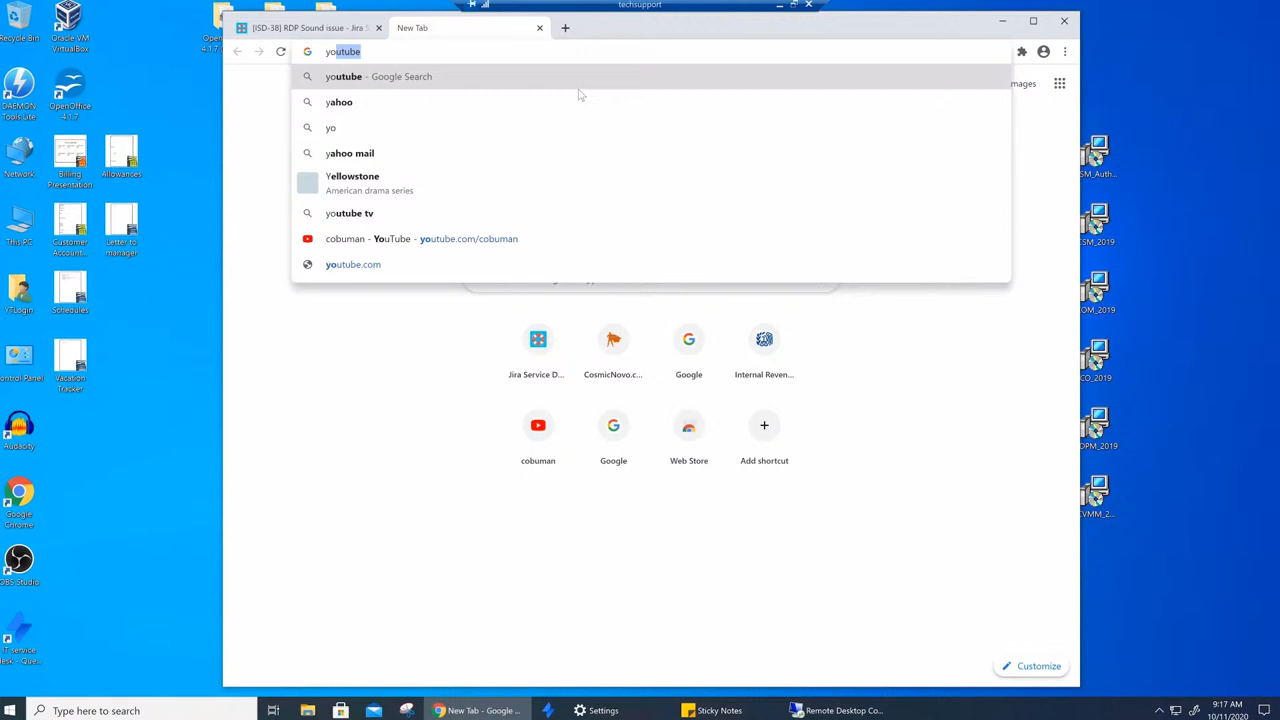 techsupport
[ISD-38] RDP Sound issue - Jira S
New Tab
youtube
youtube - Google Search
yahoo
yo
yahoo mail
Yellowstone
American drama series
youtube tv
cobuman - YouTube - youtube.com/cobuman
youtube.com
Jira Service D...
CosmicNovo.c...
Google
Internal Reven...
cobuman
Google
Web Store
Add shortcut
Customize
Recycle Bin
Oracle VM
VirtualBox
DAEMON
Tools Lite
OpenOffice
4.1.7
Network
Billing
Presentation
Allowances
This PC
Customer
Account...
Letter to
manager
YTLogin
Schedules
Control Panel
Vacation
Tracker
Audacity
Google
Chrome
OBS Studio
IT service
desk - Que...
SM_Auth...
SM_2019
OM_2019
CO_2019
DPM_2019
VMM_2...
Type here to search
New Tab - Google ...
Settings
Sticky Notes
Remote Desktop Co...
9:17 AM
10/11/2020